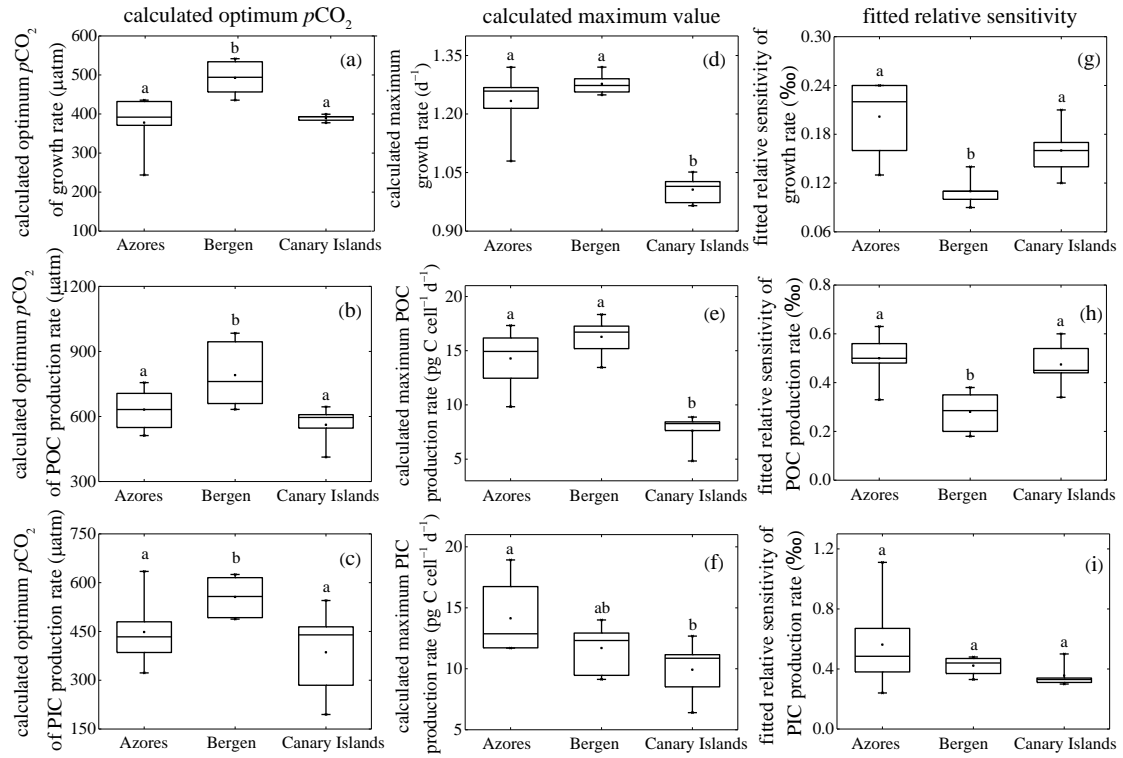 calculated optimum pCO₂
calculated maximum value
fitted relative sensitivity
calculated optimum pCO₂
of growth rate (μatm)
600
500
400
300
200
100
(a)
a
b
a
Azores
Bergen
Canary Islands
calculated maximum
growth rate (d⁻¹)
1.35
1.20
1.05
0.90
(d)
a
a
b
Azores
Bergen
Canary Islands
fitted relative sensitivity of
growth rate (‰)
0.30
0.24
0.18
0.12
0.06
(g)
a
b
a
Azores
Bergen
Canary Islands
calculated optimum pCO₂
of POC production rate (μatm)
1200
900
600
300
(b)
a
b
a
Azores
Bergen
Canary Islands
calculated maximum POC
production rate (pg C cell⁻¹ d⁻¹)
20
15
10
5
(e)
a
a
b
Azores
Bergen
Canary Islands
fitted relative sensitivity of
POC production rate (‰)
0.8
0.6
0.4
0.2
0.0
(h)
a
b
a
Azores
Bergen
Canary Islands
calculated optimum pCO₂
of PIC production rate (μatm)
750
600
450
300
150
(c)
a
b
a
Azores
Bergen
Canary Islands
calculated maximum PIC
production rate (pg C cell⁻¹ d⁻¹)
20
15
10
5
(f)
a
ab
b
Azores
Bergen
Canary Islands
fitted relative sensitivity of
PIC production rate (‰)
1.2
0.8
0.4
0.0
(i)
a
a
a
Azores
Bergen
Canary Islands